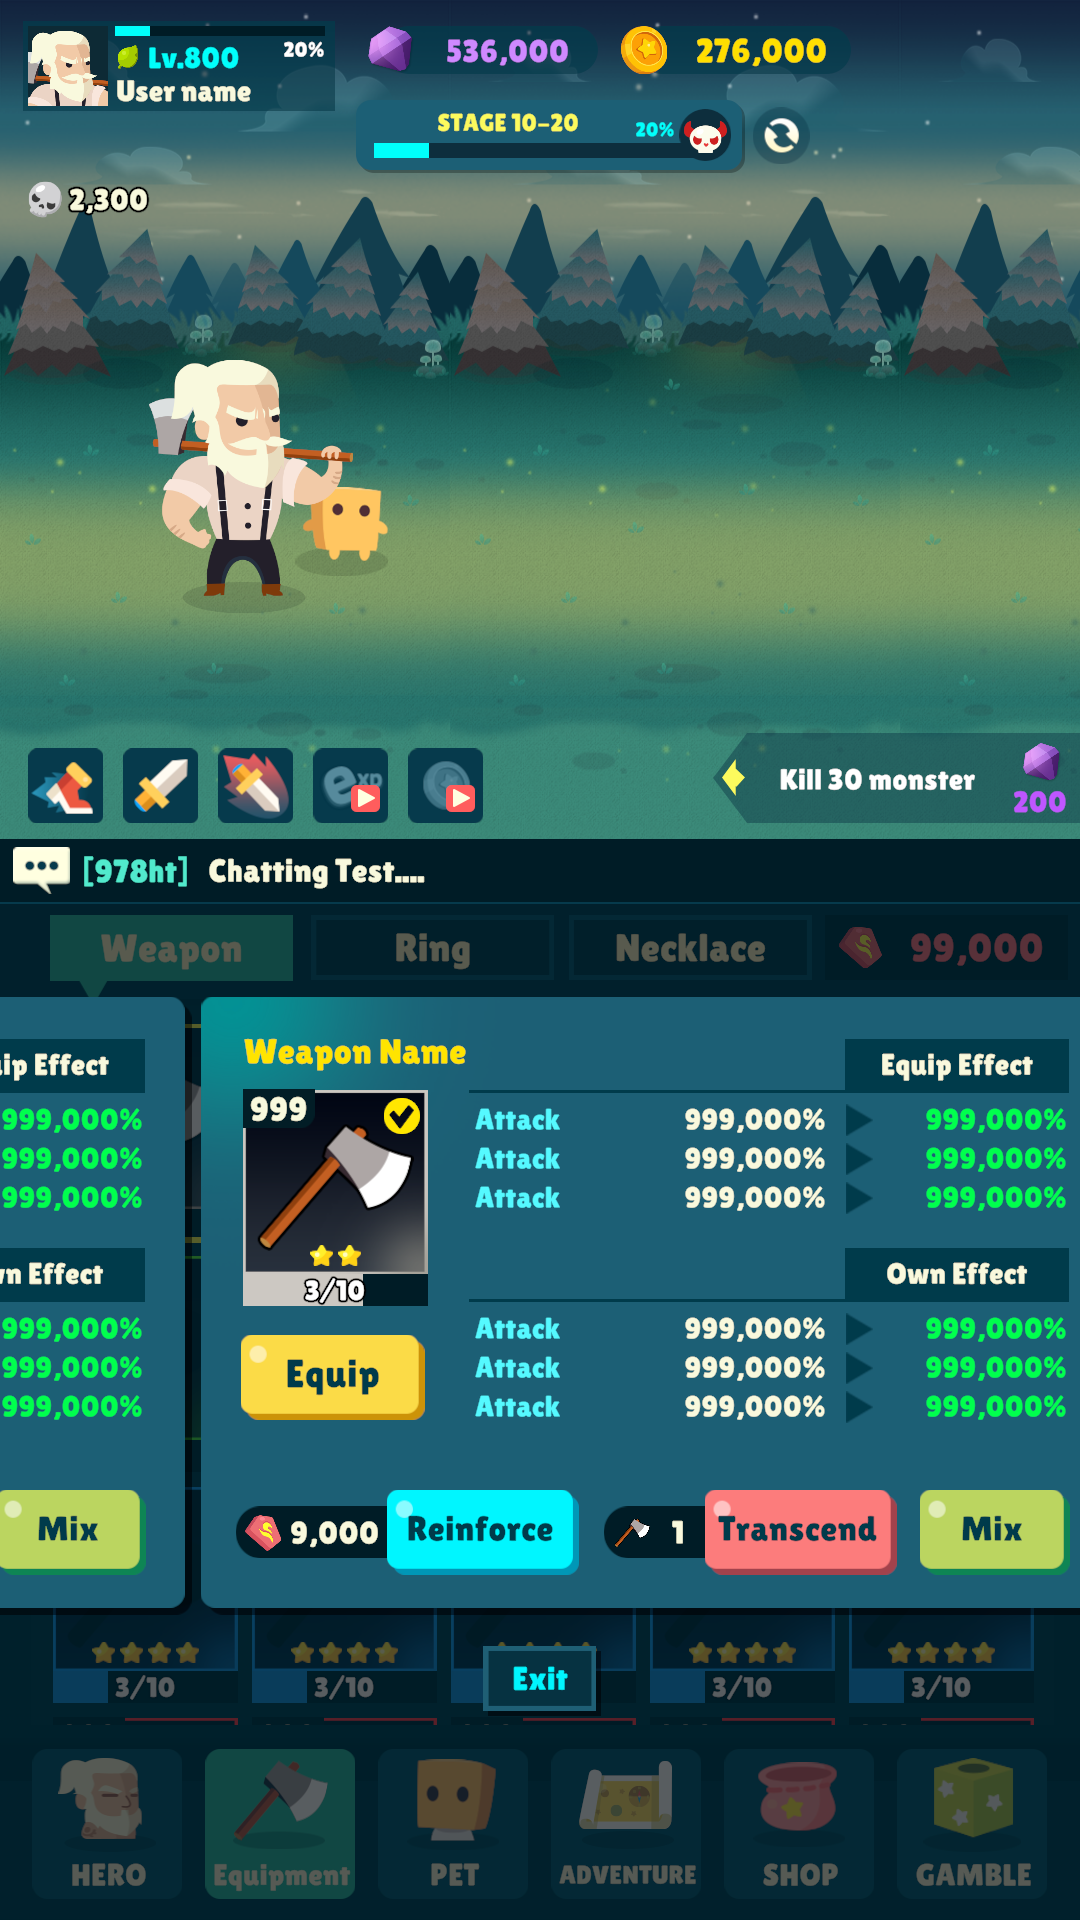 Lv.800
20%
User name
536,000
276,000
STAGE 10-20
20%
2,300
exp
Kill 30 monster
200
[978ht] Chatting Test....
Weapon
Ring
Necklace
99,000
Effect
999,000%
999,000%
999,000%
Effect
999,000%
999,000%
999,000%
Mix
Weapon Name
999
3/10
Equip
Equip Effect
Attack 999,000% 999,000%
Attack 999,000% 999,000%
Attack 999,000% 999,000%
Own Effect
Attack 999,000% 999,000%
Attack 999,000% 999,000%
Attack 999,000% 999,000%
9,000
Reinforce
1
Transcend
Mix
3/10
3/10
3/10
3/10
Exit
HERO
Equipment
PET
ADVENTURE
SHOP
GAMBLE